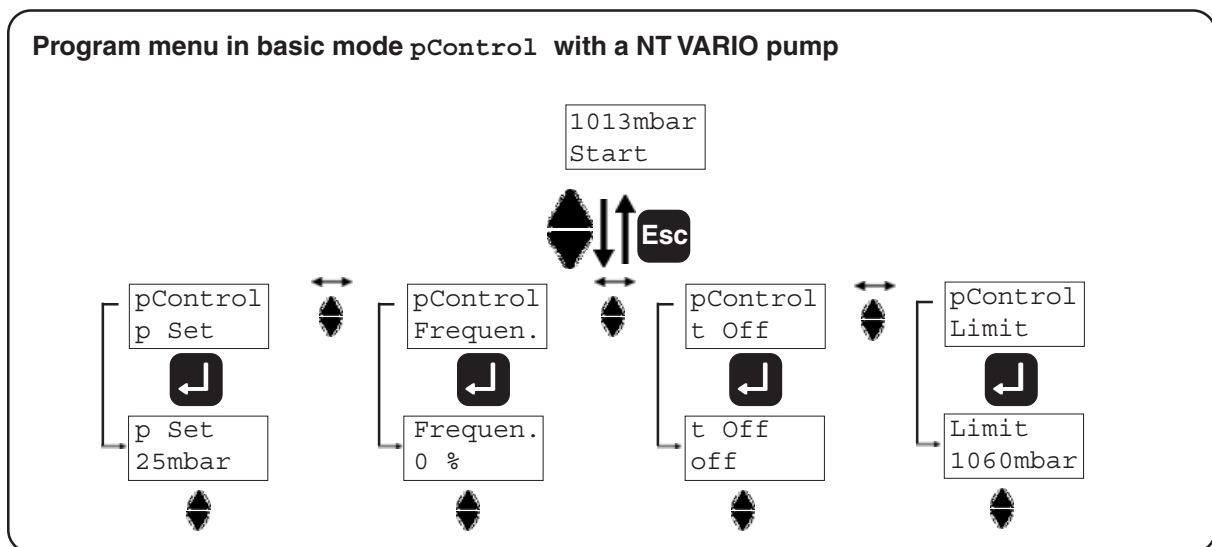 Program menu in basic mode pControl with a NT VARIO pump
1013mbar
Start
Esc
pControl
p Set
pControl
Frequen.
pControl
t Off
pControl
Limit
p Set
25mbar
Frequen.
0 %
t Off
off
Limit
1060mbar